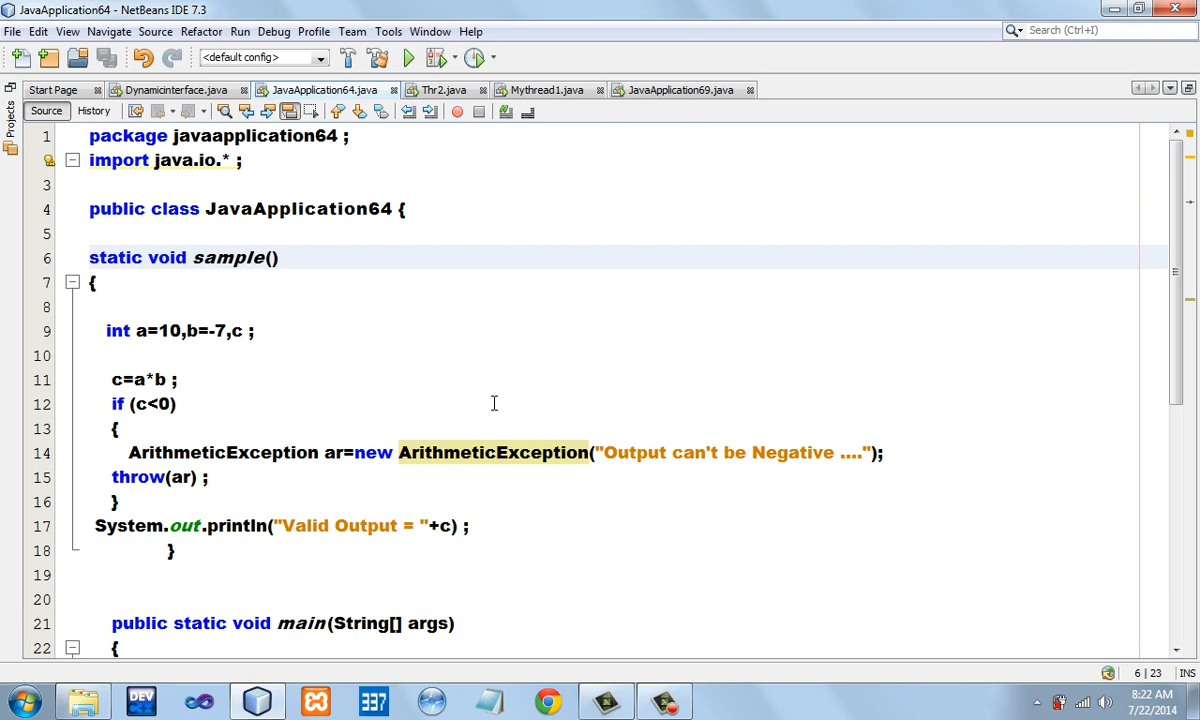 JavaApplication64 - NetBeans IDE 7.3
File Edit View Navigate Source Refactor Run Debug Profile Team Tools Window Help
Search (Ctrl+I)
<default config>
Start Page Dynamicinterface.java JavaApplication64.java Thr2.java Mythread1.java JavaApplication69.java
Projects
Source History
1 package javaapplication64 ;
import java.io.* ;
3
4 public class JavaApplication64 {
5
6 static void sample()
7 {
8
9 int a=10,b=-7,c ;
10
11 c=a*b ;
12 if (c<0)
13 {
14 ArithmeticException ar=new ArithmeticException("Output can't be Negative ....");
15 throw(ar) ;
16 }
17 System.out.println("Valid Output = "+c) ;
18 }
19
20
21 public static void main(String[] args)
22 {
6 | 23 INS
DEV C++
337
8:22 AM
7/22/2014